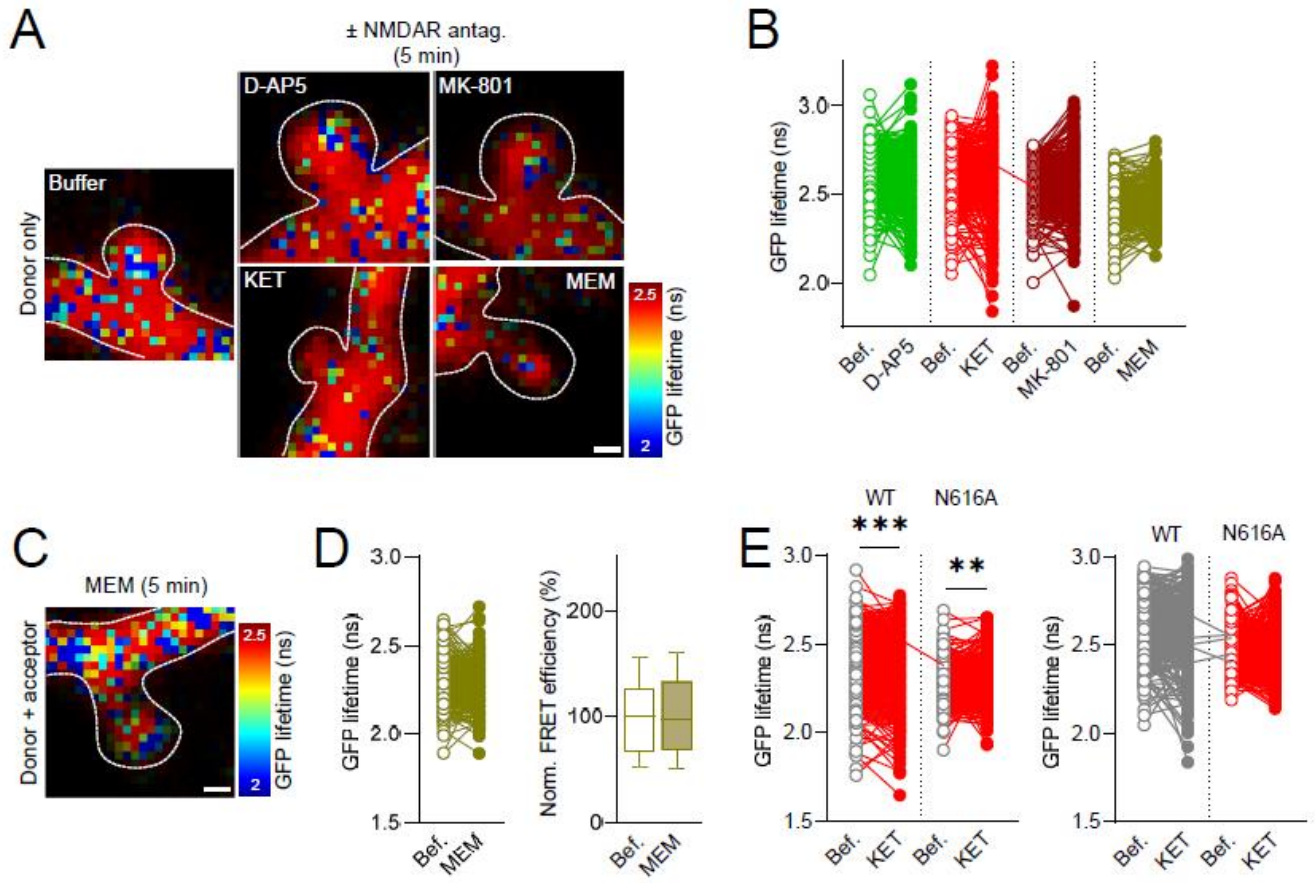 A
± NMDAR antag.
(5 min)
Donor only
Buffer
D-AP5
MK-801
KET
MEM
2.5
2
GFP lifetime (ns)
B
GFP lifetime (ns)
3.0
2.5
2.0
Bef.
D-AP5
Bef.
KET
Bef.
MK-801
Bef.
MEM
C
MEM (5 min)
Donor + acceptor
2.5
2
GFP lifetime (ns)
D
GFP lifetime (ns)
3.0
2.5
2.0
1.5
Bef.
MEM
Norm. FRET efficiency (%)
200
100
0
Bef.
MEM
E
WT
N616A
***
**
GFP lifetime (ns)
3.0
2.5
2.0
1.5
Bef.
KET
Bef.
KET
WT
N616A
GFP lifetime (ns)
3.0
2.5
2.0
1.5
Bef.
KET
Bef.
KET